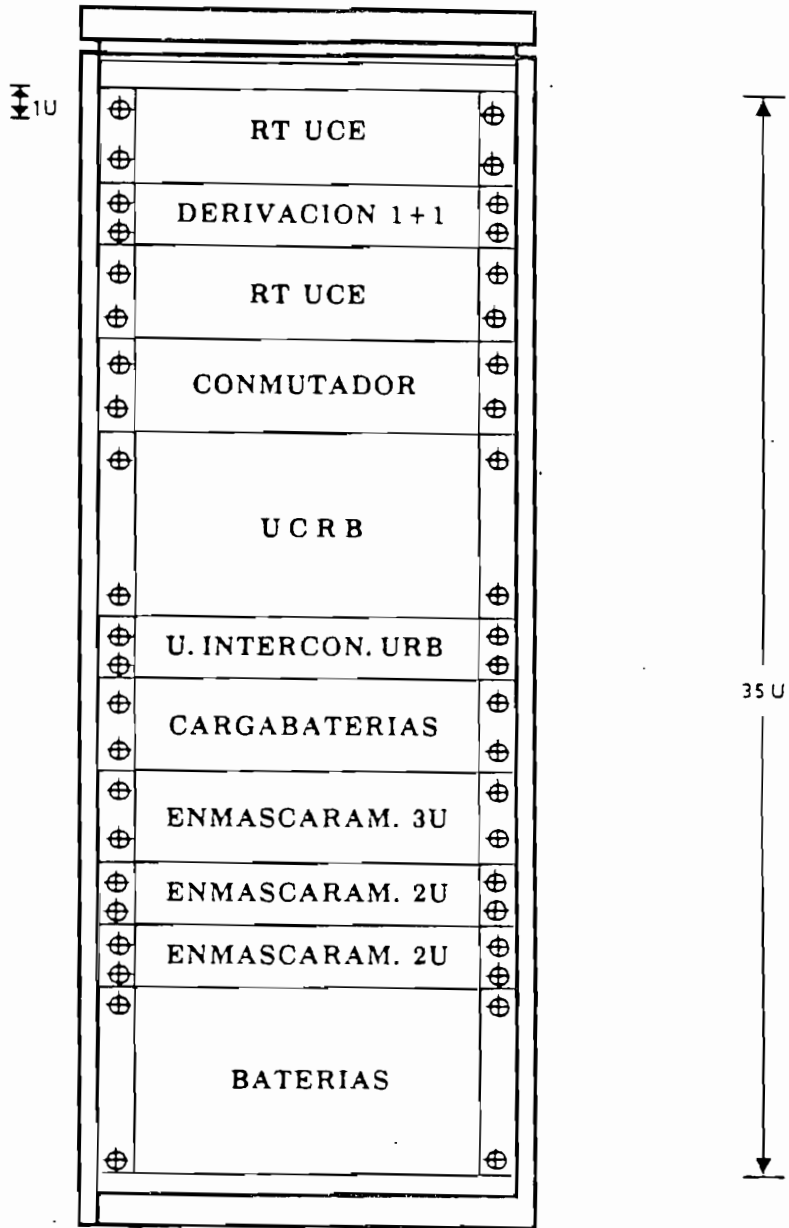 1U
RT UCE
DERIVACION 1+1
RT UCE
CONMUTADOR
UCRB
U. INTERCON. URB
35 U
CARGABATERIAS
ENMASCARAM. 3U
ENMASCARAM. 2U
ENMASCARAM. 2U
BATERIAS